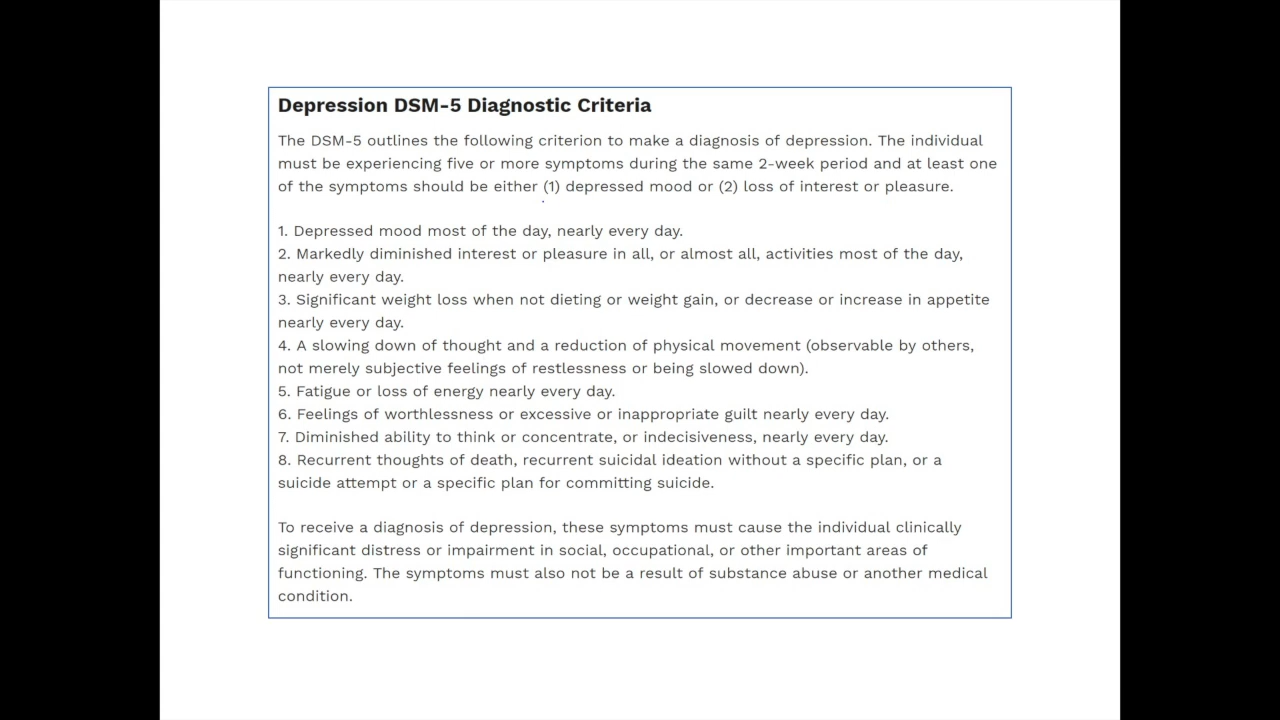 Depression DSM-5 Diagnostic Criteria
The DSM-5 outlines the following criterion to make a diagnosis of depression. The individual
must be experiencing five or more symptoms during the same 2-week period and at least one
of the symptoms should be either (1) depressed mood or (2) loss of interest or pleasure.
1. Depressed mood most of the day, nearly every day.
2. Markedly diminished interest or pleasure in all, or almost all, activities most of the day,
nearly every day.
3. Significant weight loss when not dieting or weight gain, or decrease or increase in appetite
nearly every day.
4. A slowing down of thought and a reduction of physical movement (observable by others,
not merely subjective feelings of restlessness or being slowed down).
5. Fatigue or loss of energy nearly every day.
6. Feelings of worthlessness or excessive or inappropriate guilt nearly every day.
7. Diminished ability to think or concentrate, or indecisiveness, nearly every day.
8. Recurrent thoughts of death, recurrent suicidal ideation without a specific plan, or a
suicide attempt or a specific plan for committing suicide.
To receive a diagnosis of depression, these symptoms must cause the individual clinically
significant distress or impairment in social, occupational, or other important areas of
functioning. The symptoms must also not be a result of substance abuse or another medical
condition.